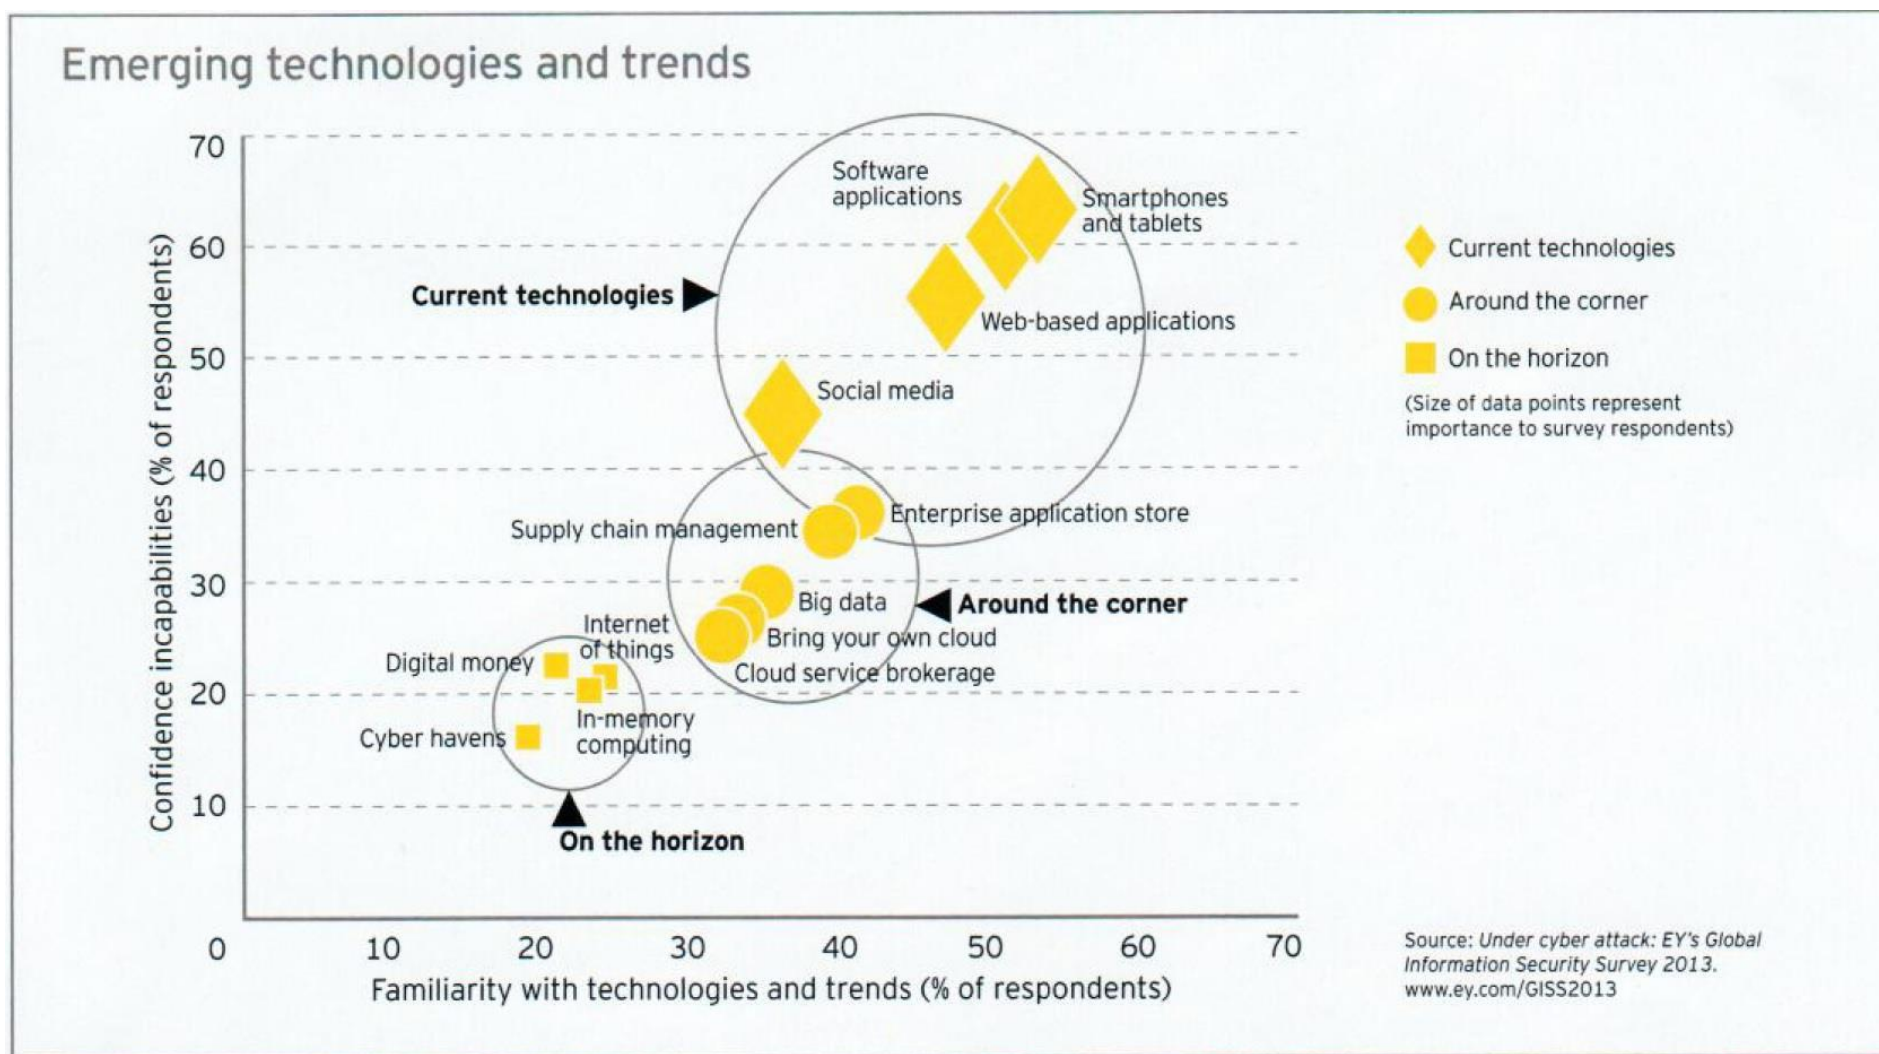 Emerging technologies and trends
70
60
50
40
30
20
10
0
10
20
30
40
50
60
70
Confidence incapabilities (% of respondents)
Familiarity with technologies and trends (% of respondents)
Software
applications
Smartphones
and tablets
Current technologies
Web-based applications
Social media
Supply chain management
Enterprise application store
Big data
Around the corner
Bring your own cloud
Cloud service brokerage
Internet
of things
Digital money
In-memory
computing
Cyber havens
On the horizon
Current technologies
Around the corner
On the horizon
(Size of data points represent
importance to survey respondents)
Source: Under cyber attack: EY's Global
Information Security Survey 2013.
www.ey.com/GISS2013